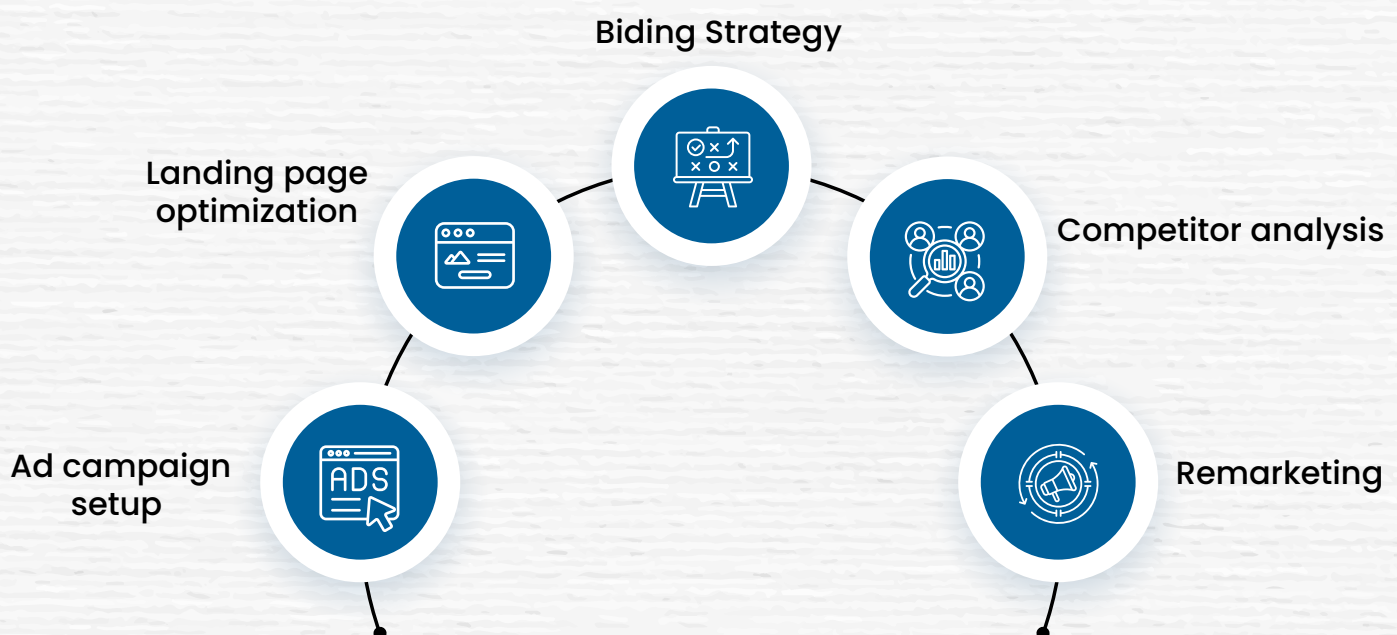 Biding Strategy
Landing page
optimization
Competitor analysis
Ad campaign
setup
ADS
Remarketing